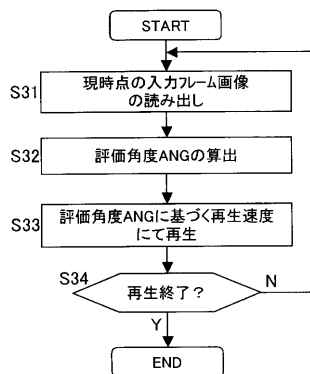 START
S31
現時点の入力フレーム画像
の読み出し
S32
評価角度ANGの算出
S33
評価角度ANGに基づく再生速度
にて再生
S34
再生終了?
N
Y
END